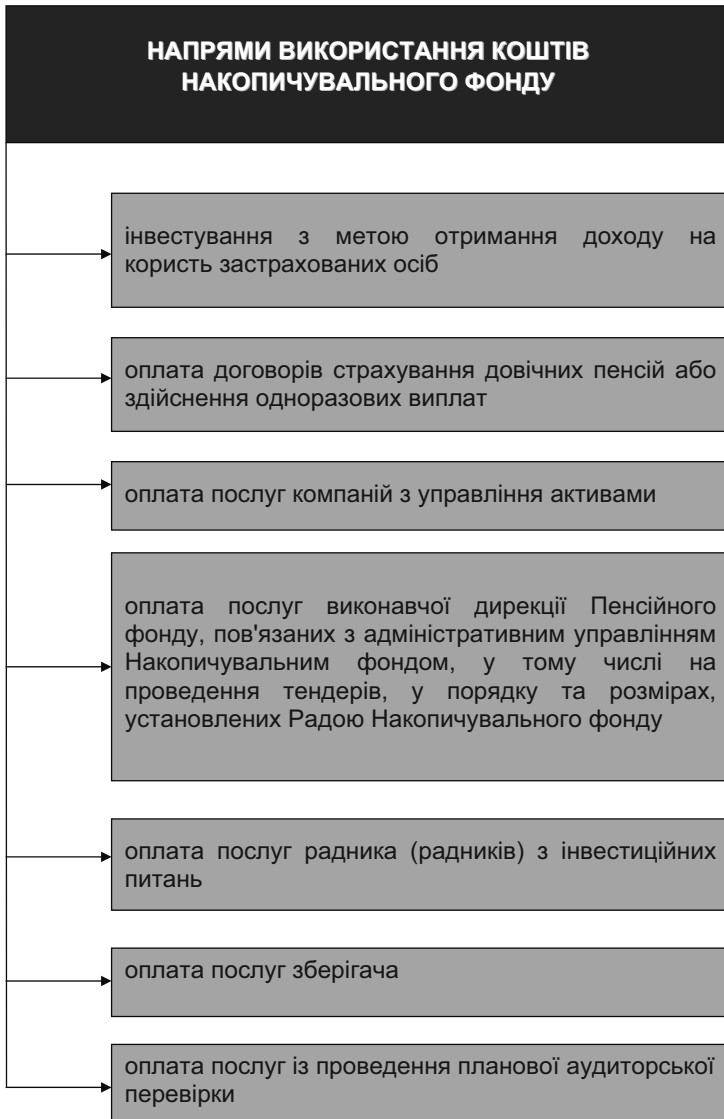 НАПРЯМИ ВИКОРИСТАННЯ КОШТІВ
НАКОПИЧУВАЛЬНОГО ФОНДУ
інвестування з метою отримання доходу на
користь застрахованих осіб
оплата договорів страхування довічних пенсій або
здійснення одноразових виплат
оплата послуг компаній з управління активами
оплата послуг виконавчої дирекції Пенсійного
фонду, пов'язаних з адміністративним управлінням
Накопичувальним фондом, у тому числі на
проведення тендерів, у порядку та розмірах,
установлених Радою Накопичувального фонду
оплата послуг радника (радників) з інвестиційних
питань
оплата послуг зберігача
оплата послуг із проведення планової аудиторської
перевірки